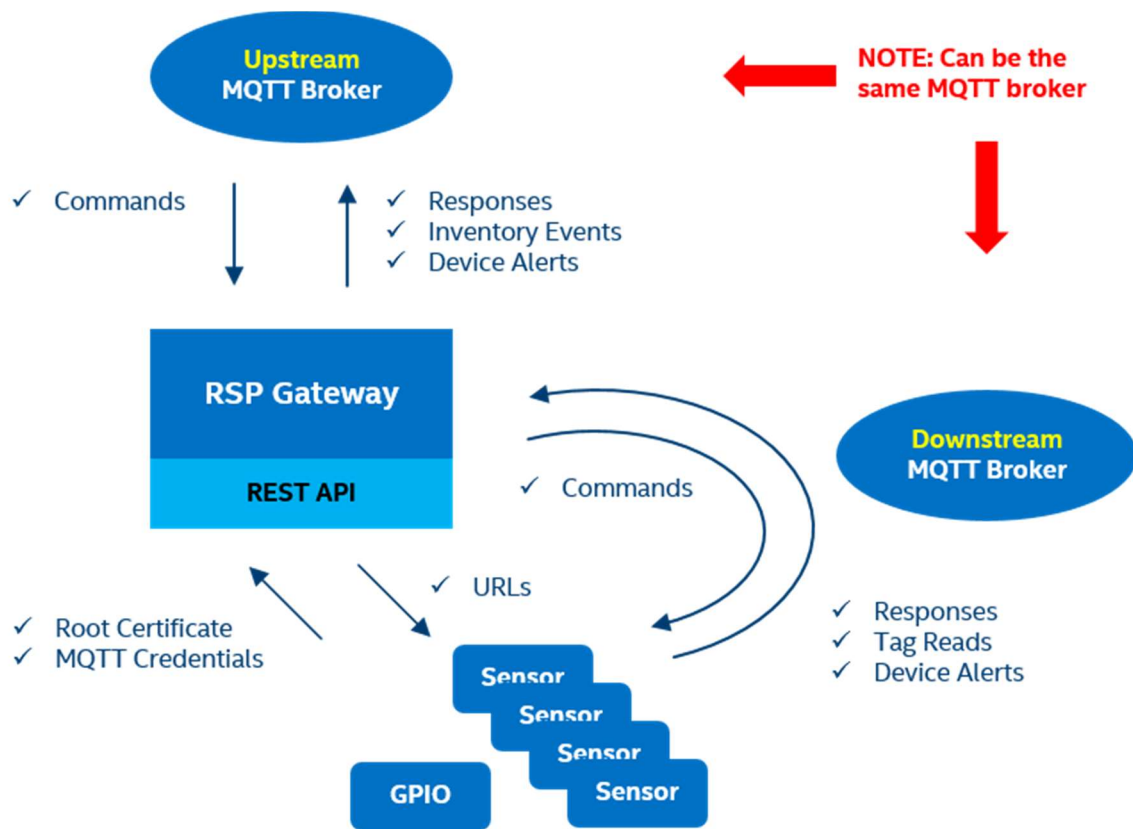 Upstream
MQTT Broker
NOTE: Can be the
same MQTT broker
✓ Commands
✓ Responses
✓ Inventory Events
✓ Device Alerts
RSP Gateway
REST API
Downstream
MQTT Broker
✓ Commands
✓ URLs
✓ Root Certificate
✓ MQTT Credentials
✓ Responses
✓ Tag Reads
✓ Device Alerts
Sensor
Sensor
Sensor
Sensor
GPIO